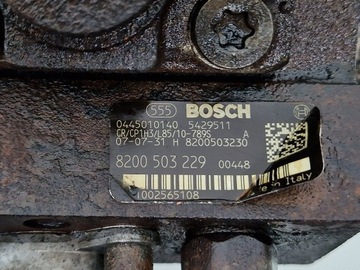 555 BOSCH
0445010140 5429511
CR/CP1H3/L85/10-789S A
07-07-31 H 8200503230
8200 503 229 00448
1002565108
Made in Italy